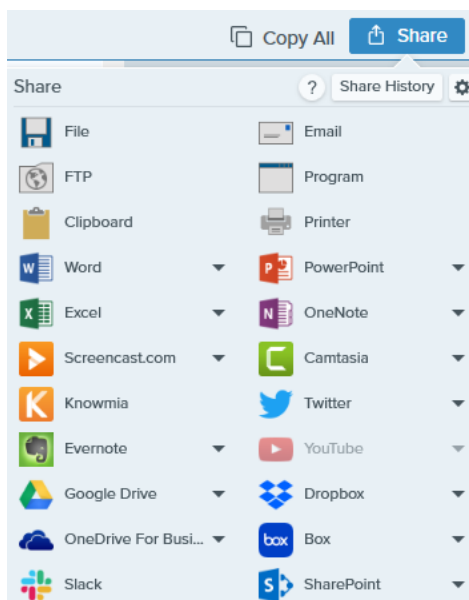 Copy All Share
Share ? Share History
File Email
FTP Program
Clipboard Printer
Word PowerPoint
Excel OneNote
Screencast.com Camtasia
Knowmia Twitter
Evernote YouTube
Google Drive Dropbox
OneDrive For Busi... box Box
Slack SharePoint